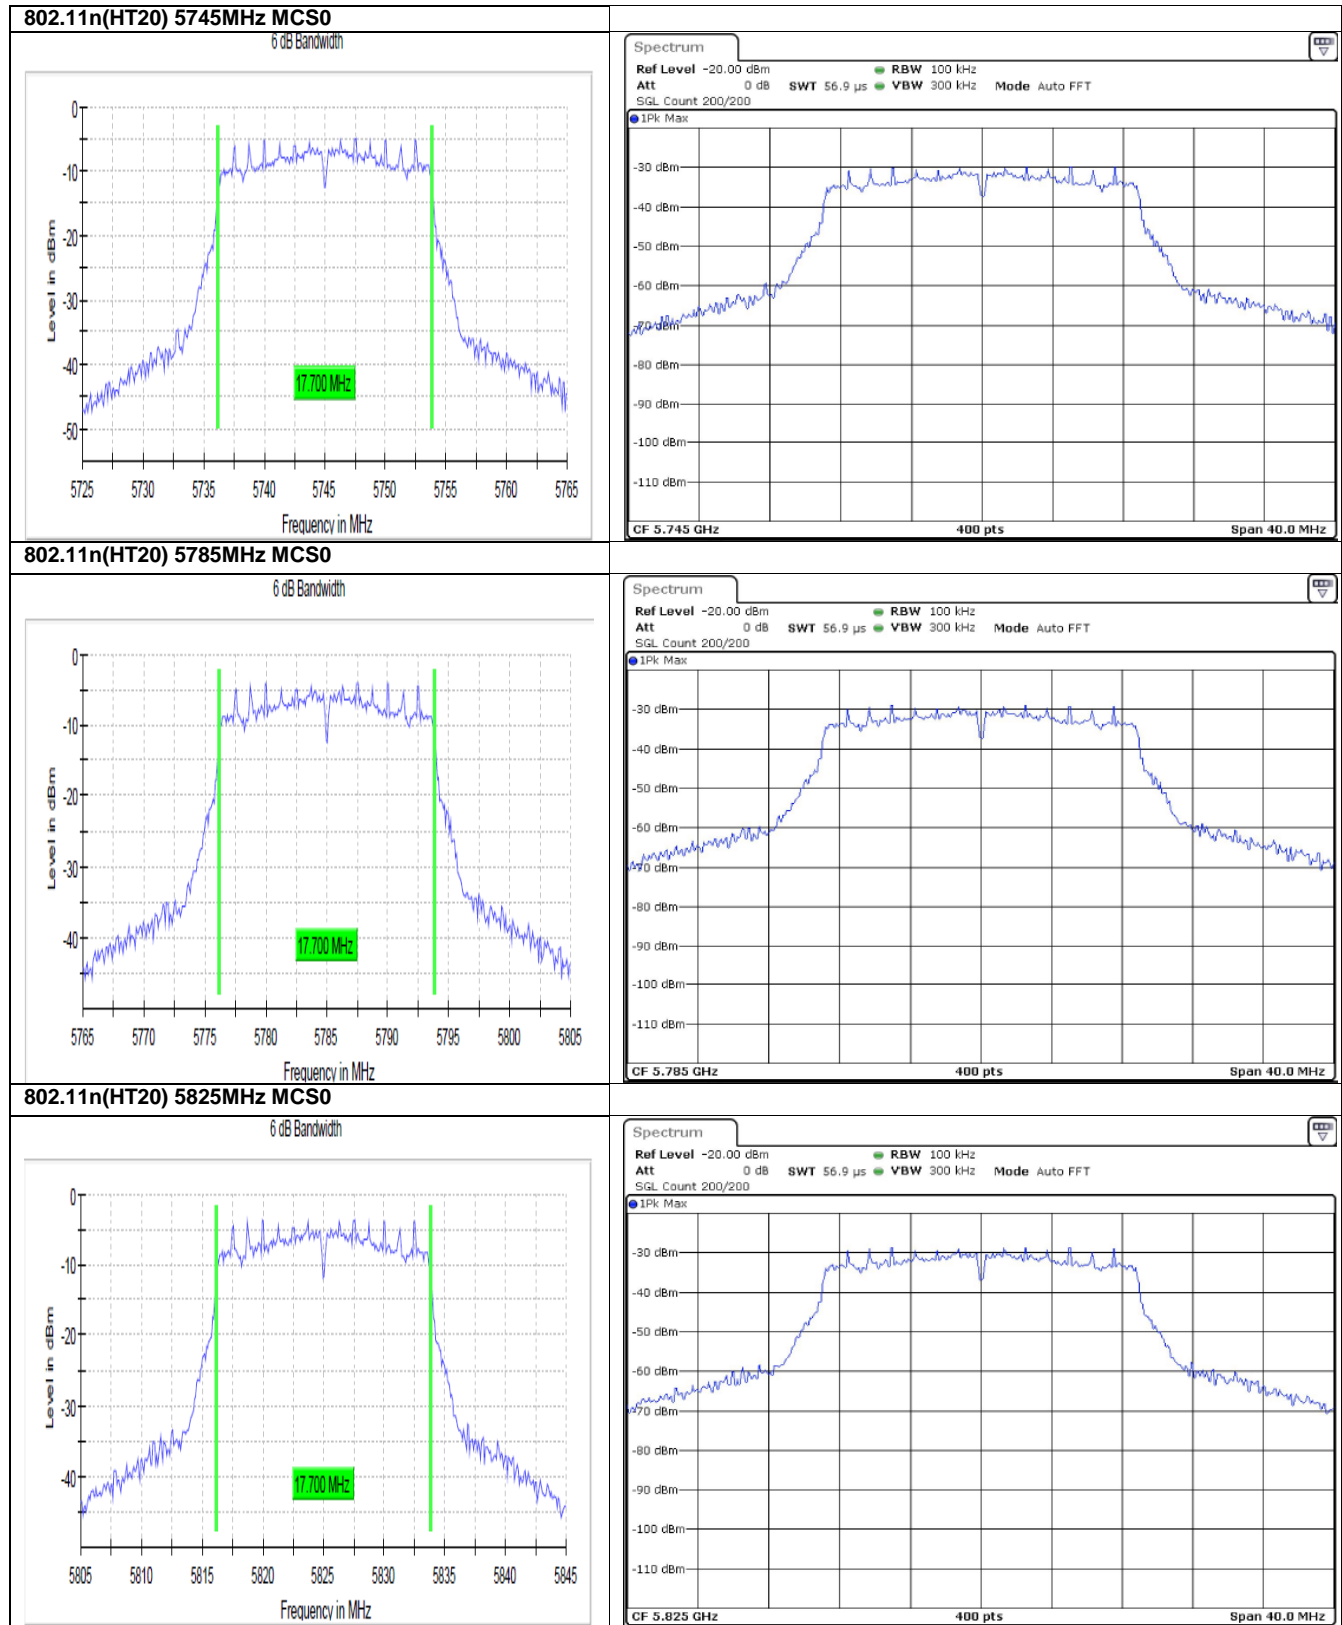 802.11n(HT20) 5745MHz MCS0
6 dB Bandwidth
0
-10
-20
-30
-40
-50
Level in dBm
17.700 MHz
5725 5730 5735 5740 5745 5750 5755 5760 5765
Frequency in MHz
Spectrum
Ref Level -20.00 dBm RBW 100 kHz
Att 0 dB SWT 56.9 µs VBW 300 kHz Mode Auto FFT
SGL Count 200/200
1Pk Max
-30 dBm
-40 dBm
-50 dBm
-60 dBm
-70 dBm
-80 dBm
-90 dBm
-100 dBm
-110 dBm
CF 5.745 GHz 400 pts Span 40.0 MHz
802.11n(HT20) 5785MHz MCS0
6 dB Bandwidth
0
-10
-20
-30
-40
Level in dBm
17.700 MHz
5765 5770 5775 5780 5785 5790 5795 5800 5805
Frequency in MHz
Spectrum
Ref Level -20.00 dBm RBW 100 kHz
Att 0 dB SWT 56.9 µs VBW 300 kHz Mode Auto FFT
SGL Count 200/200
1Pk Max
-30 dBm
-40 dBm
-50 dBm
-60 dBm
-70 dBm
-80 dBm
-90 dBm
-100 dBm
-110 dBm
CF 5.785 GHz 400 pts Span 40.0 MHz
802.11n(HT20) 5825MHz MCS0
6 dB Bandwidth
0
-10
-20
-30
-40
Level in dBm
17.700 MHz
5805 5810 5815 5820 5825 5830 5835 5840 5845
Frequency in MHz
Spectrum
Ref Level -20.00 dBm RBW 100 kHz
Att 0 dB SWT 56.9 µs VBW 300 kHz Mode Auto FFT
SGL Count 200/200
1Pk Max
-30 dBm
-40 dBm
-50 dBm
-60 dBm
-70 dBm
-80 dBm
-90 dBm
-100 dBm
-110 dBm
CF 5.825 GHz 400 pts Span 40.0 MHz